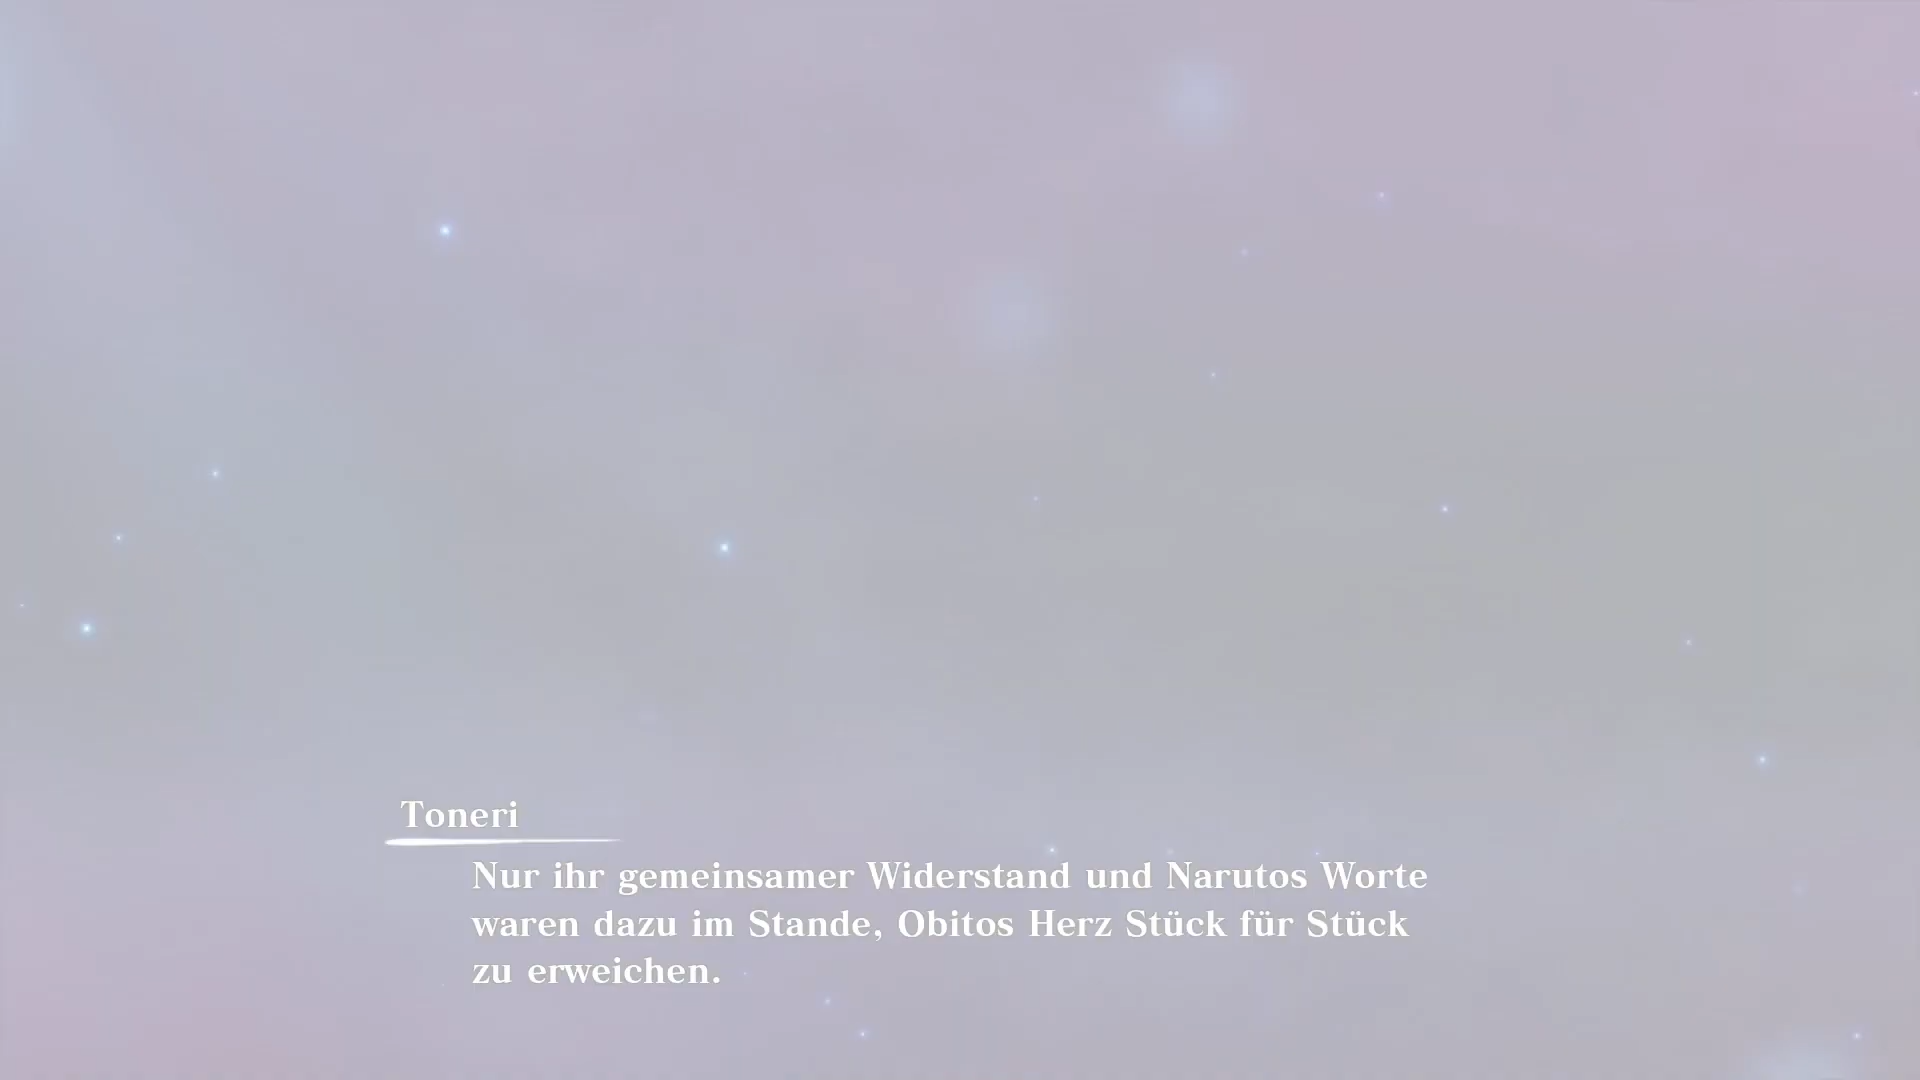 Toneri
Nur ihr gemeinsamer Widerstand und Narutos Worte
waren dazu im Stande, Obitos Herz Stück für Stück
zu erweichen.